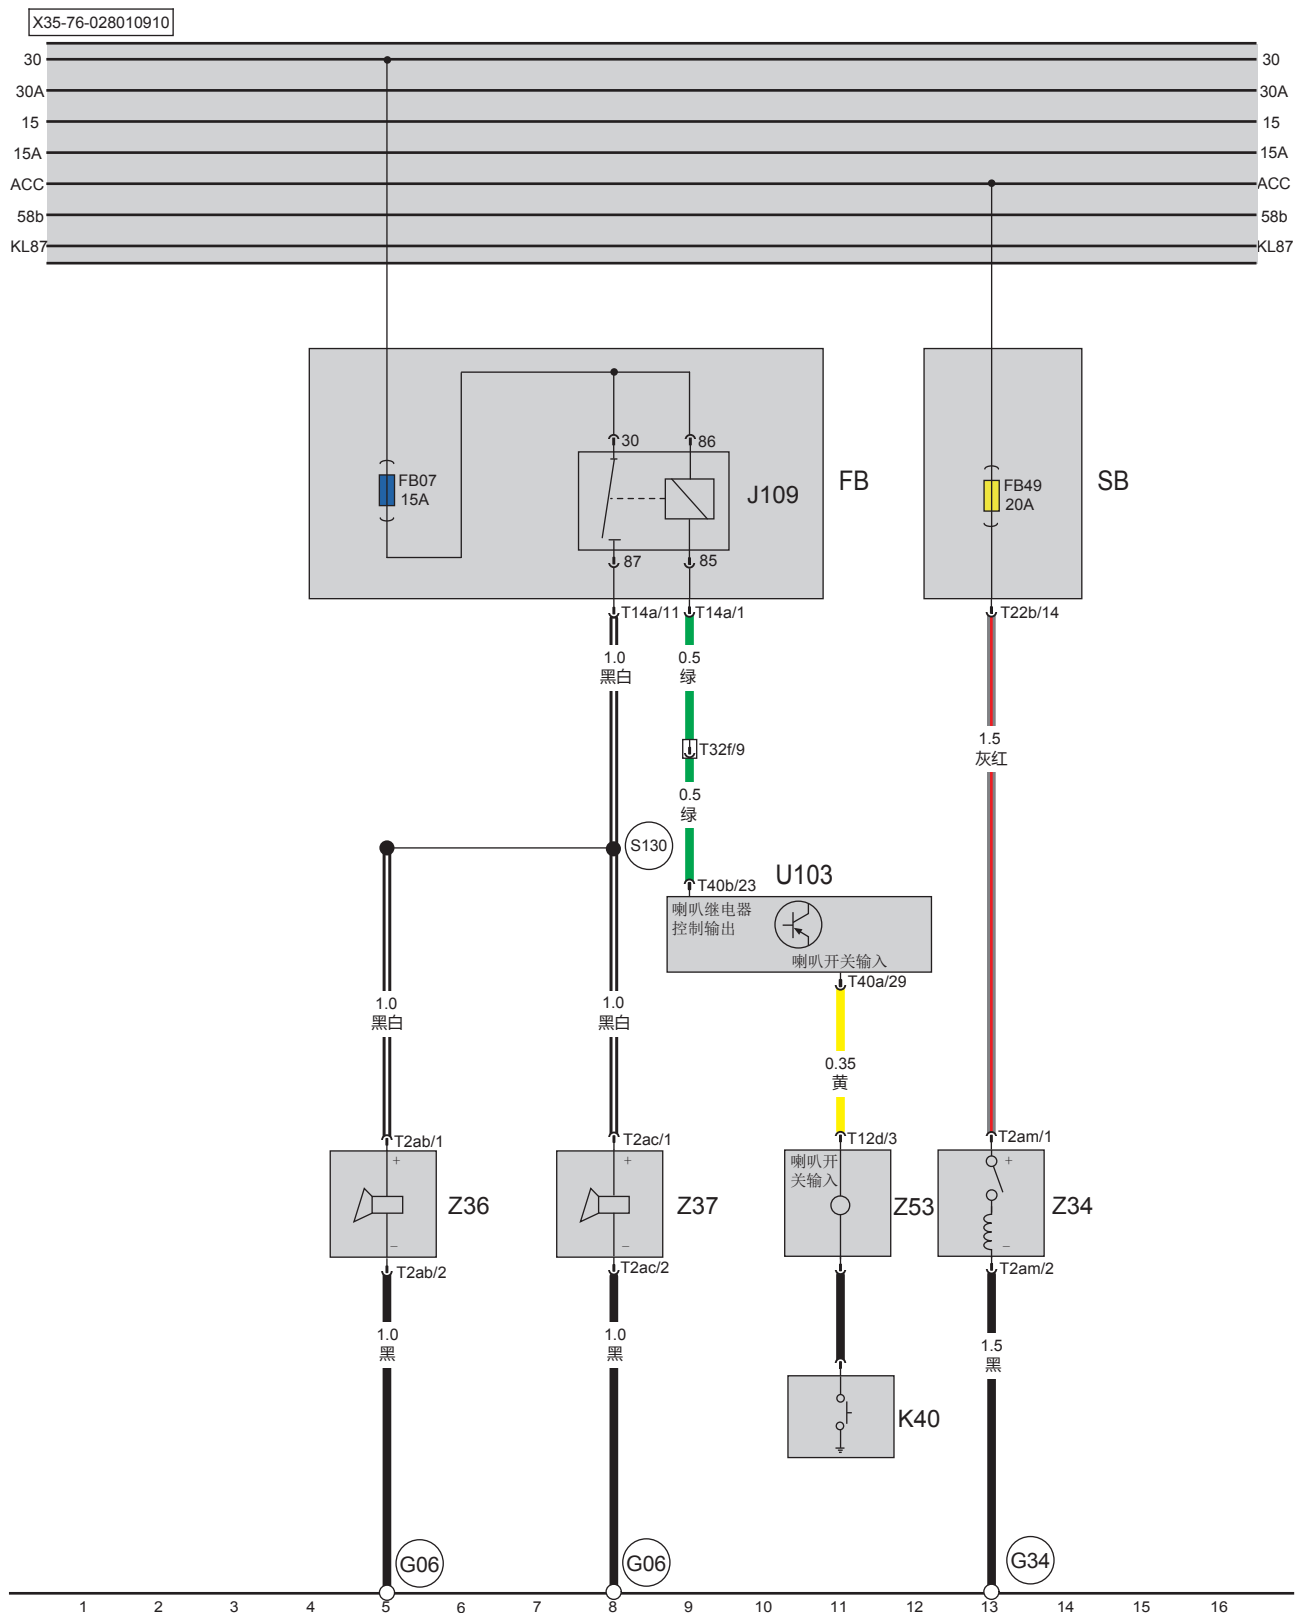 X35-76-028010910
30 30
30A 30A
15 15
15A 15A
ACC ACC
58b 58b
KL87 KL87
30 86
FB07
15A
J109
FB
FB49
20A
SB
87 85
T14a/11 T14a/1 T22b/14
1.0
黑白
0.5
绿
T32f/9
1.5
灰红
0.5
绿
S130
U103
T40b/23
喇叭继电器
控制输出
喇叭开关输入
T40a/29
1.0
黑白
1.0
黑白
0.35
黄
T2ab/1 T2ac/1 T12d/3 T2am/1
+ + +
喇叭开
关输入
Z36 Z37 Z53 Z34
− − −
T2ab/2 T2ac/2 T2am/2
1.0
黑
1.0
黑
1.5
黑
K40
G06 G06 G34
1 2 3 4 5 6 7 8 9 10 11 12 13 14 15 16